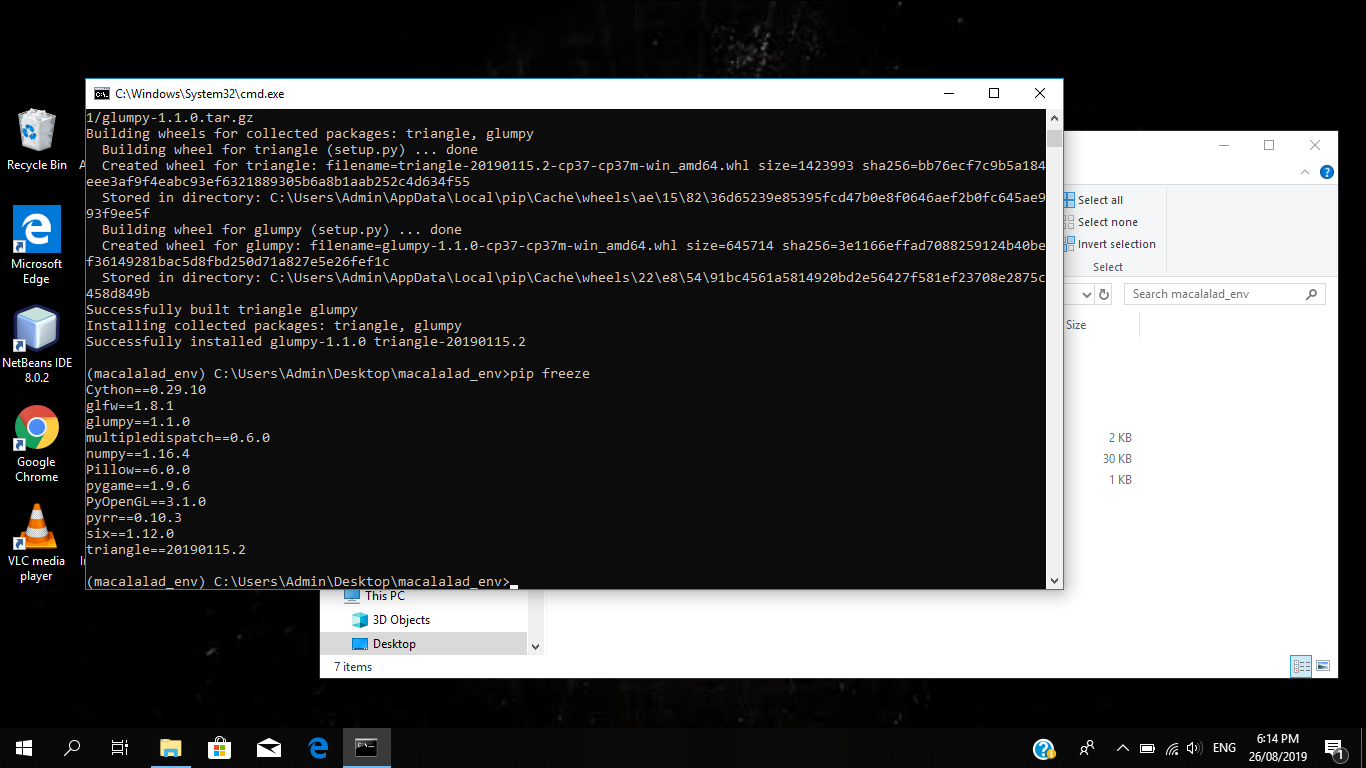 C:\Windows\System32\cmd.exe
1/glumpy-1.1.0.tar.gz
Building wheels for collected packages: triangle, glumpy
  Building wheel for triangle (setup.py) ... done
  Created wheel for triangle: filename=triangle-20190115.2-cp37-cp37m-win_amd64.whl size=1423993 sha256=bb76ecf7c9b5a184
eee3af9f4eabc93ef6321889305b6a8b1aab252c4d634f55
  Stored in directory: C:\Users\Admin\AppData\Local\pip\Cache\wheels\ae\15\82\36d65239e85395fcd47b0e8f0646aef2b0fc645ae9
93f9ee5f
  Building wheel for glumpy (setup.py) ... done
  Created wheel for glumpy: filename=glumpy-1.1.0-cp37-cp37m-win_amd64.whl size=645714 sha256=3e1166effad7088259124b40be
f36149281bac5d8fbd250d71a827e5e26fef1c
  Stored in directory: C:\Users\Admin\AppData\Local\pip\Cache\wheels\22\e8\54\91bc4561a5814920bd2e56427f581ef23708e2875c
458d849b
Successfully built triangle glumpy
Installing collected packages: triangle, glumpy
Successfully installed glumpy-1.1.0 triangle-20190115.2
(macalalad_env) C:\Users\Admin\Desktop\macalalad_env>pip freeze
Cython==0.29.10
glfw==1.8.1
glumpy==1.1.0
multipledispatch==0.6.0
numpy==1.16.4
Pillow==6.0.0
pygame==1.9.6
PyOpenGL==3.1.0
pyrr==0.10.3
six==1.12.0
triangle==20190115.2
(macalalad_env) C:\Users\Admin\Desktop\macalalad_env>
Recycle Bin
Microsoft
Edge
NetBeans IDE
8.0.2
Google
Chrome
VLC media
player
Select all
Select none
Invert selection
Select
Search macalalad_env
Size
2 KB
30 KB
1 KB
This PC
3D Objects
Desktop
7 items
ENG
6:14 PM
26/08/2019
1